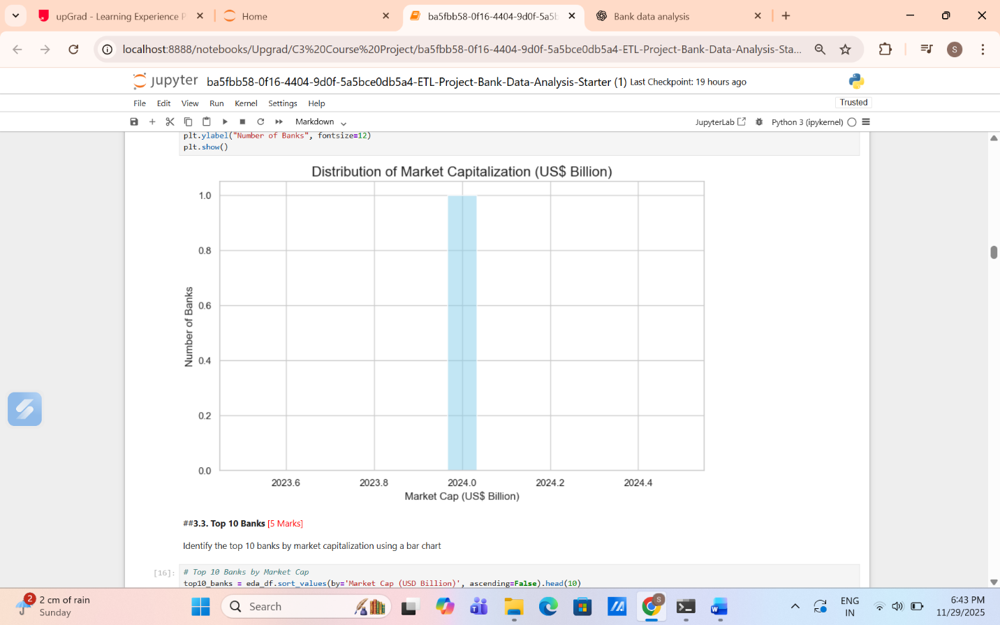 upGrad - Learning Experience P
Home
ba5fbb58-0f16-4404-9d0f-5a5b
Bank data analysis
localhost:8888/notebooks/Upgrad/C3%20Course%20Project/ba5fbb58-0f16-4404-9d0f-5a5bce0db5a4-ETL-Project-Bank-Data-Analysis-Sta...
S
jupyter ba5fbb58-0f16-4404-9d0f-5a5bce0db5a4-ETL-Project-Bank-Data-Analysis-Starter (1) Last Checkpoint: 19 hours ago
File Edit View Run Kernel Settings Help
Trusted
Markdown
JupyterLab
Python 3 (ipykernel)
plt.ylabel("Number of Banks", fontsize=12)
plt.show()
Distribution of Market Capitalization (US$ Billion)
1.0
0.8
0.6
0.4
0.2
0.0
Number of Banks
2023.6 2023.8 2024.0 2024.2 2024.4
Market Cap (US$ Billion)
##3.3. Top 10 Banks [5 Marks]
Identify the top 10 banks by market capitalization using a bar chart
[16]:
# Top 10 Banks by Market Cap
top10_banks = eda_df.sort_values(by='Market Cap (USD Billion)', ascending=False).head(10)
2
2 cm of rain
Sunday
Search
S
ENG
IN
6:43 PM
11/29/2025